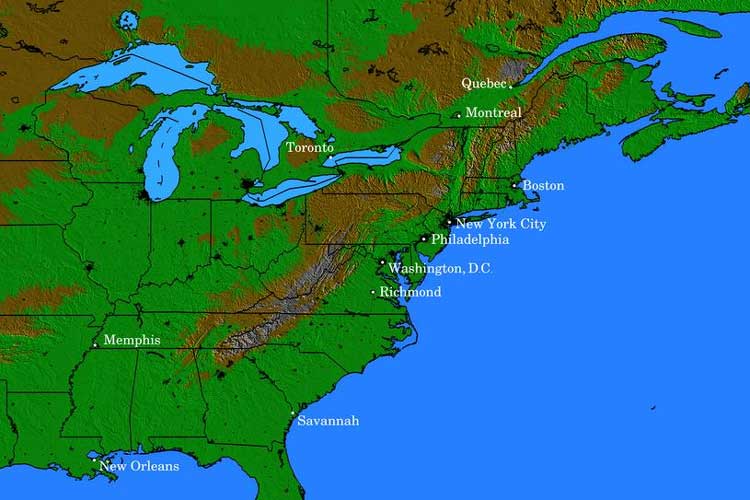 Quebec
Montreal
Toronto
Boston
New York City
Philadelphia
Washington, D.C.
Richmond
Memphis
Savannah
New Orleans